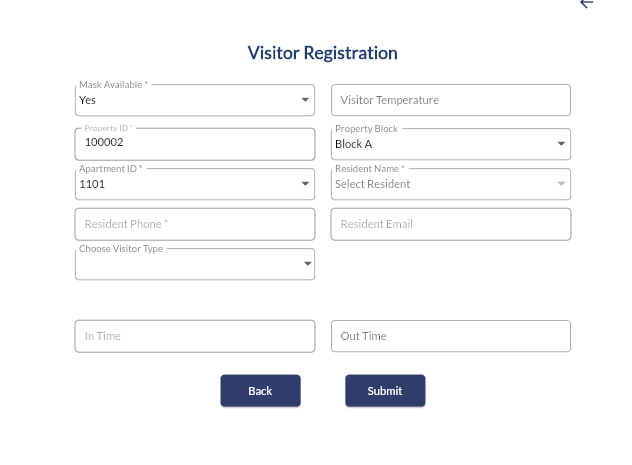 Visitor Registration
Mask Available *
Yes
Visitor Temperature
Property ID *
100002
Property Block
Block A
Apartment ID *
1101
Resident Name *
Select Resident
Resident Phone *
Resident Email
Choose Visitor Type
In Time
Out Time
Back
Submit